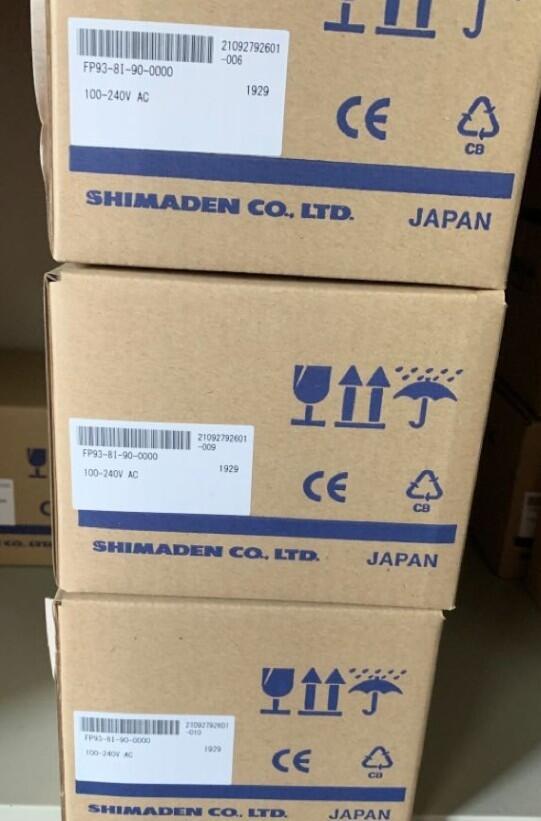 21092792601
-006
FP93-8I-90-0000
100-240V AC 1929
CE
CB
SHIMADEN CO., LTD. JAPAN
21092792601
-009
FP93-8I-90-0000
100-240V AC 1929
CE
CB
SHIMADEN CO., LTD. JAPAN
21092792601
-010
FP93-8I-90-0000
100-240V AC 1929
CE
CB
SHIMADEN CO., LTD. JAPAN
CO., LTD.